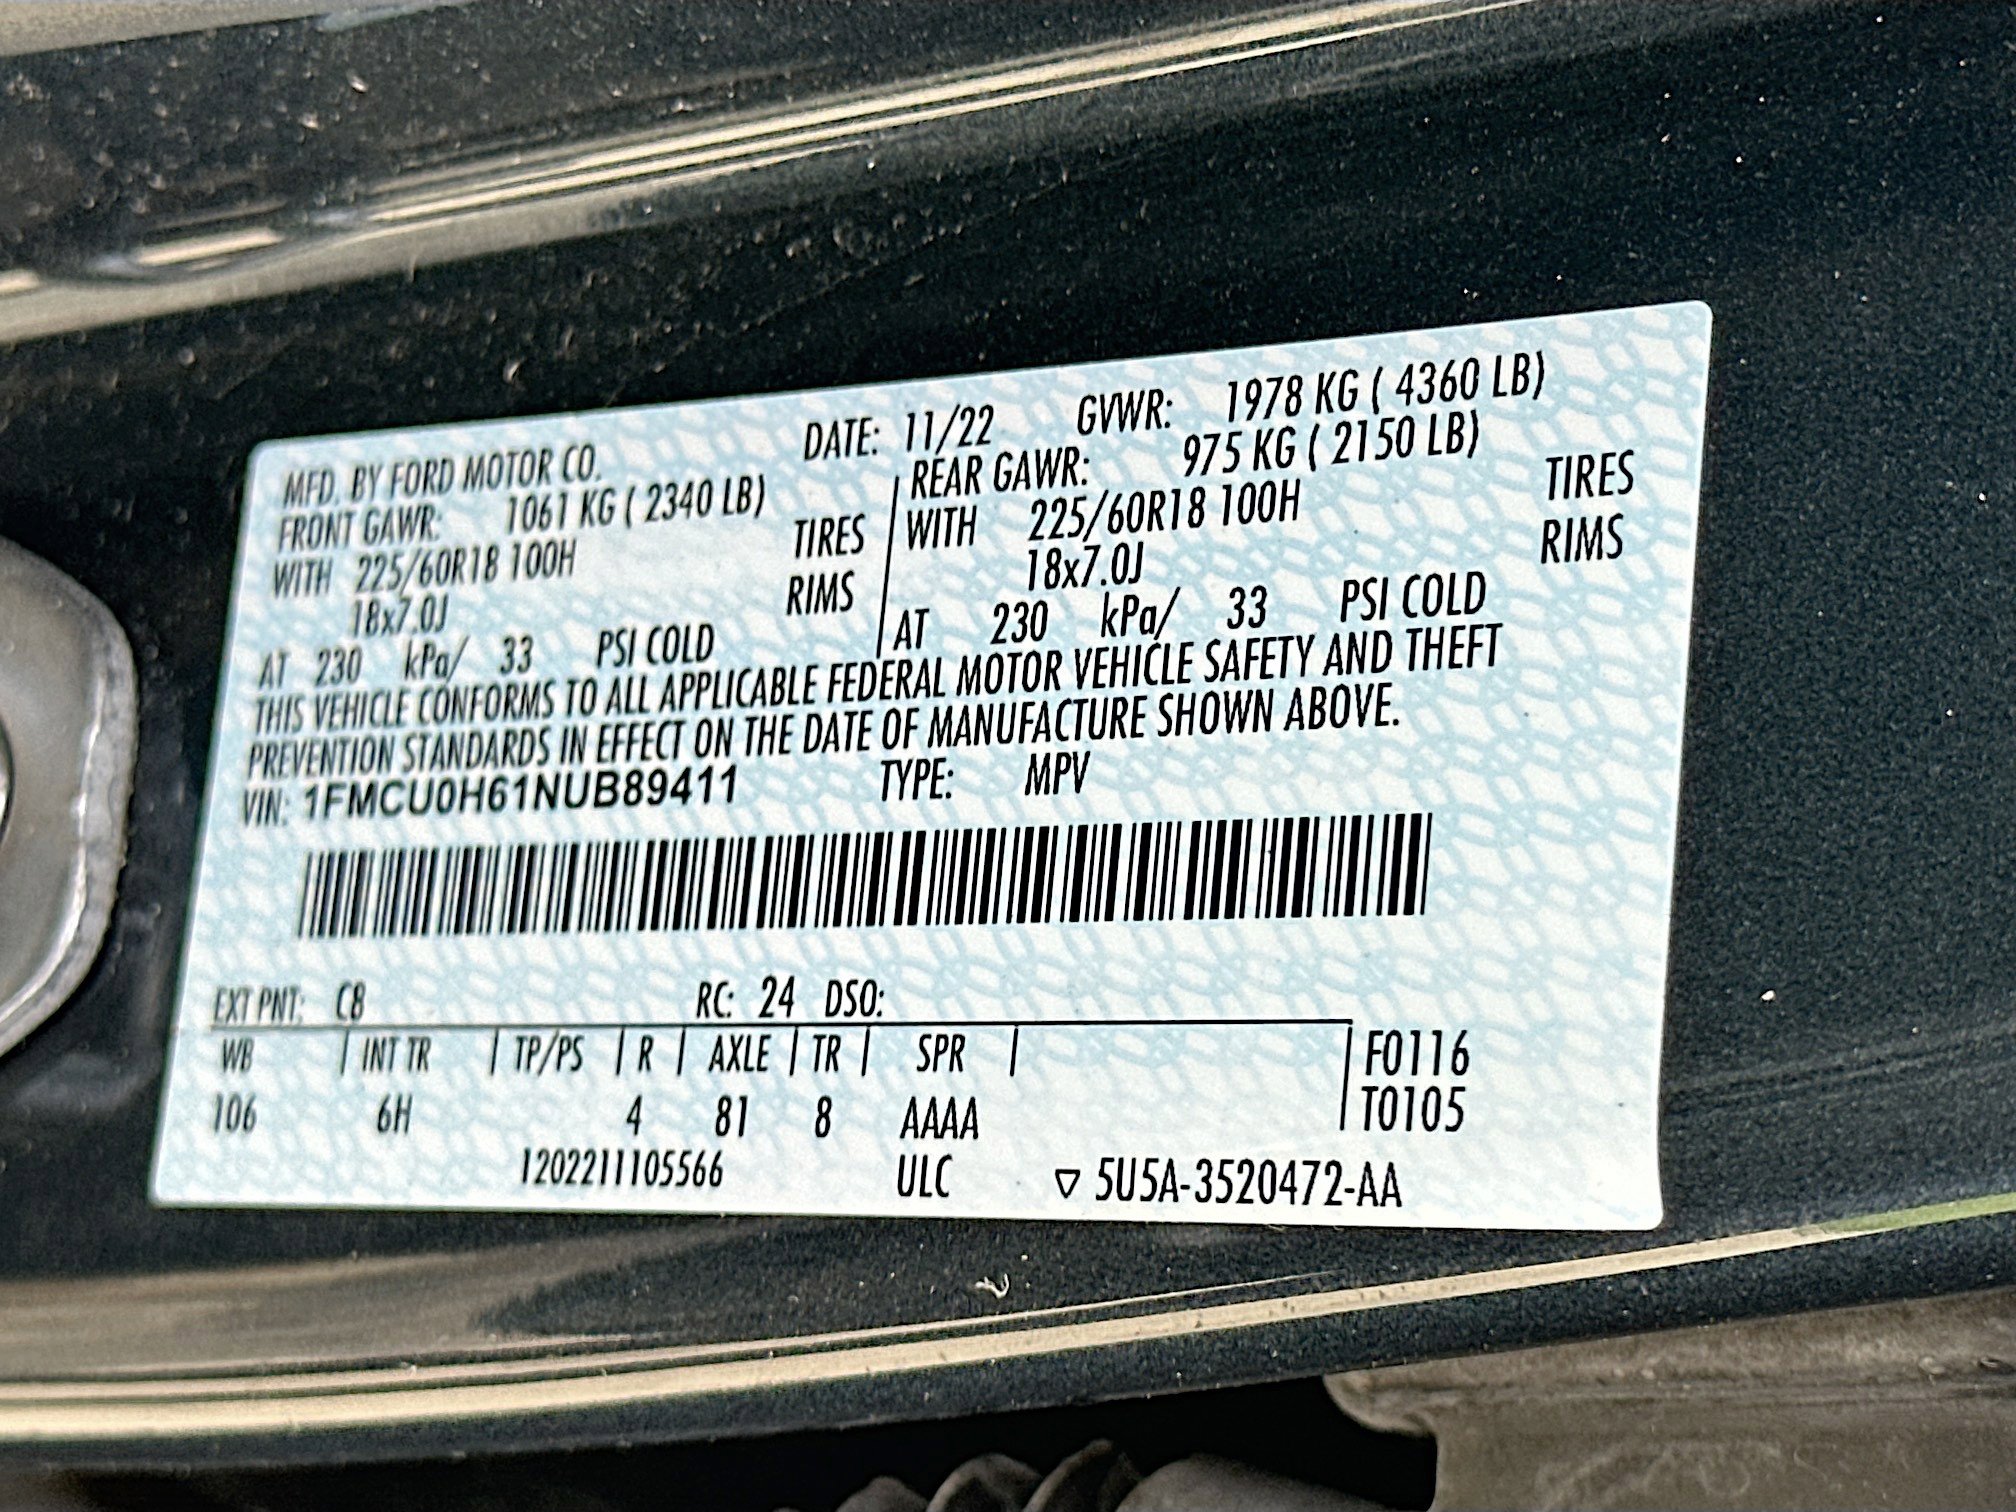 MFD. BY FORD MOTOR CO. DATE: 11/22 GVWR: 1978 KG ( 4360 LB)
FRONT GAWR: 1061 KG ( 2340 LB) REAR GAWR: 975 KG ( 2150 LB)
WITH 225/60R18 100H TIRES WITH 225/60R18 100H TIRES
18x7.0J RIMS 18x7.0J RIMS
AT 230 kPa/ 33 PSI COLD AT 230 kPa/ 33 PSI COLD
THIS VEHICLE CONFORMS TO ALL APPLICABLE FEDERAL MOTOR VEHICLE SAFETY AND THEFT
PREVENTION STANDARDS IN EFFECT ON THE DATE OF MANUFACTURE SHOWN ABOVE.
VIN: 1FMCU0H61NUB89411 TYPE: MPV
EXT PNT: C8 RC: 24 DSO:
WB | INT TR | TP/PS | R | AXLE | TR | SPR | | F0116
106 6H 4 81 8 AAAA | T0105
1202211105566 ULC ▽ 5U5A-3520472-AA